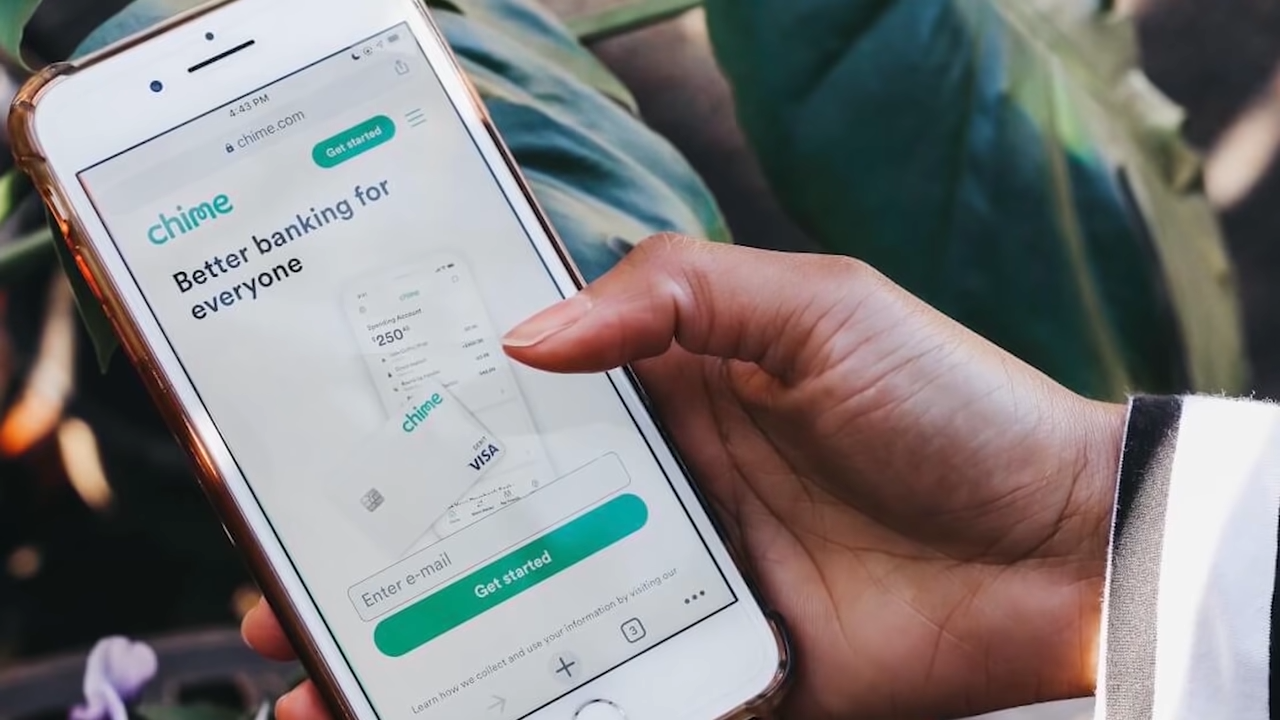 4:43 PM
chime.com
Get started
chime
Better banking for
everyone
Spending Account
$250
chime
DEBIT
VISA
Enter e-mail
Get started
Learn how we collect and use your information by visiting our
3